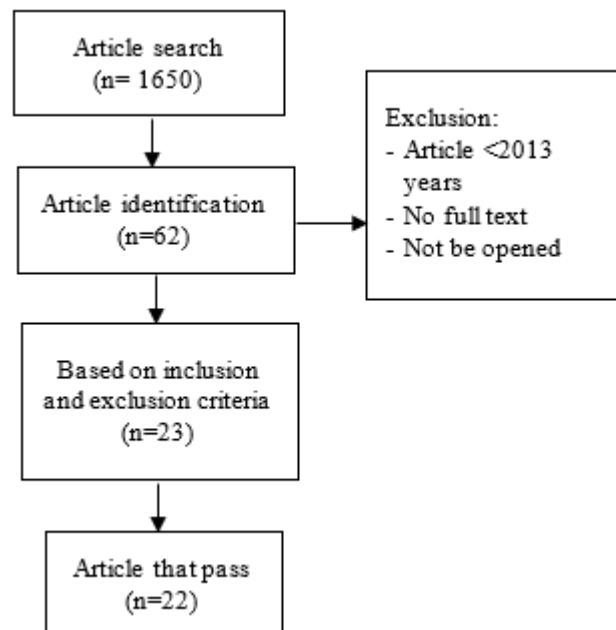 Article search
(n= 1650)
Exclusion:
- Article <2013
years
- No full text
- Not be opened
Article identification
(n=62)
Based on inclusion
and exclusion criteria
(n=23)
Article that pass
(n=22)